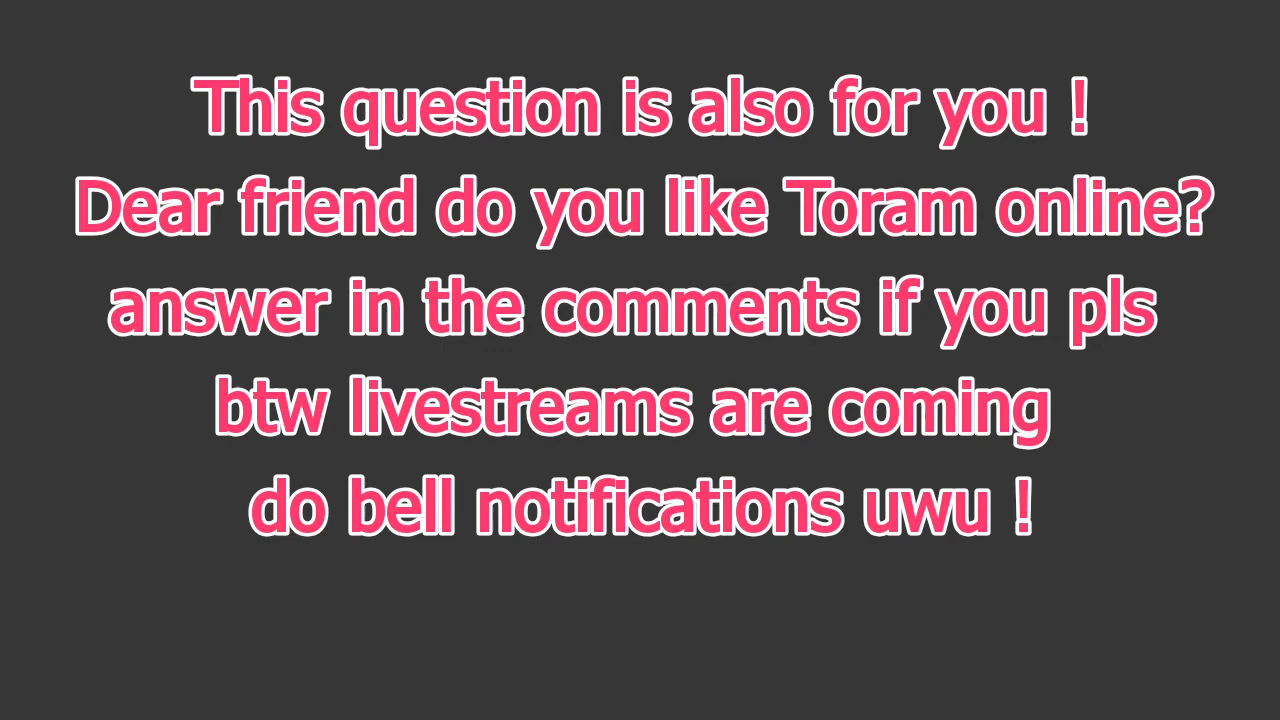 This question is also for you !
Dear friend do you like Toram online?
answer in the comments if you pls
btw livestreams are coming
do bell notifications uwu !